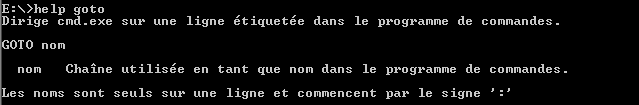 E:\>help goto
Dirige cmd.exe sur une ligne étiquetée dans le programme de commandes.
GOTO nom
nom   Chaîne utilisée en tant que nom dans le programme de commandes.
Les noms sont seuls sur une ligne et commencent par le signe ':'